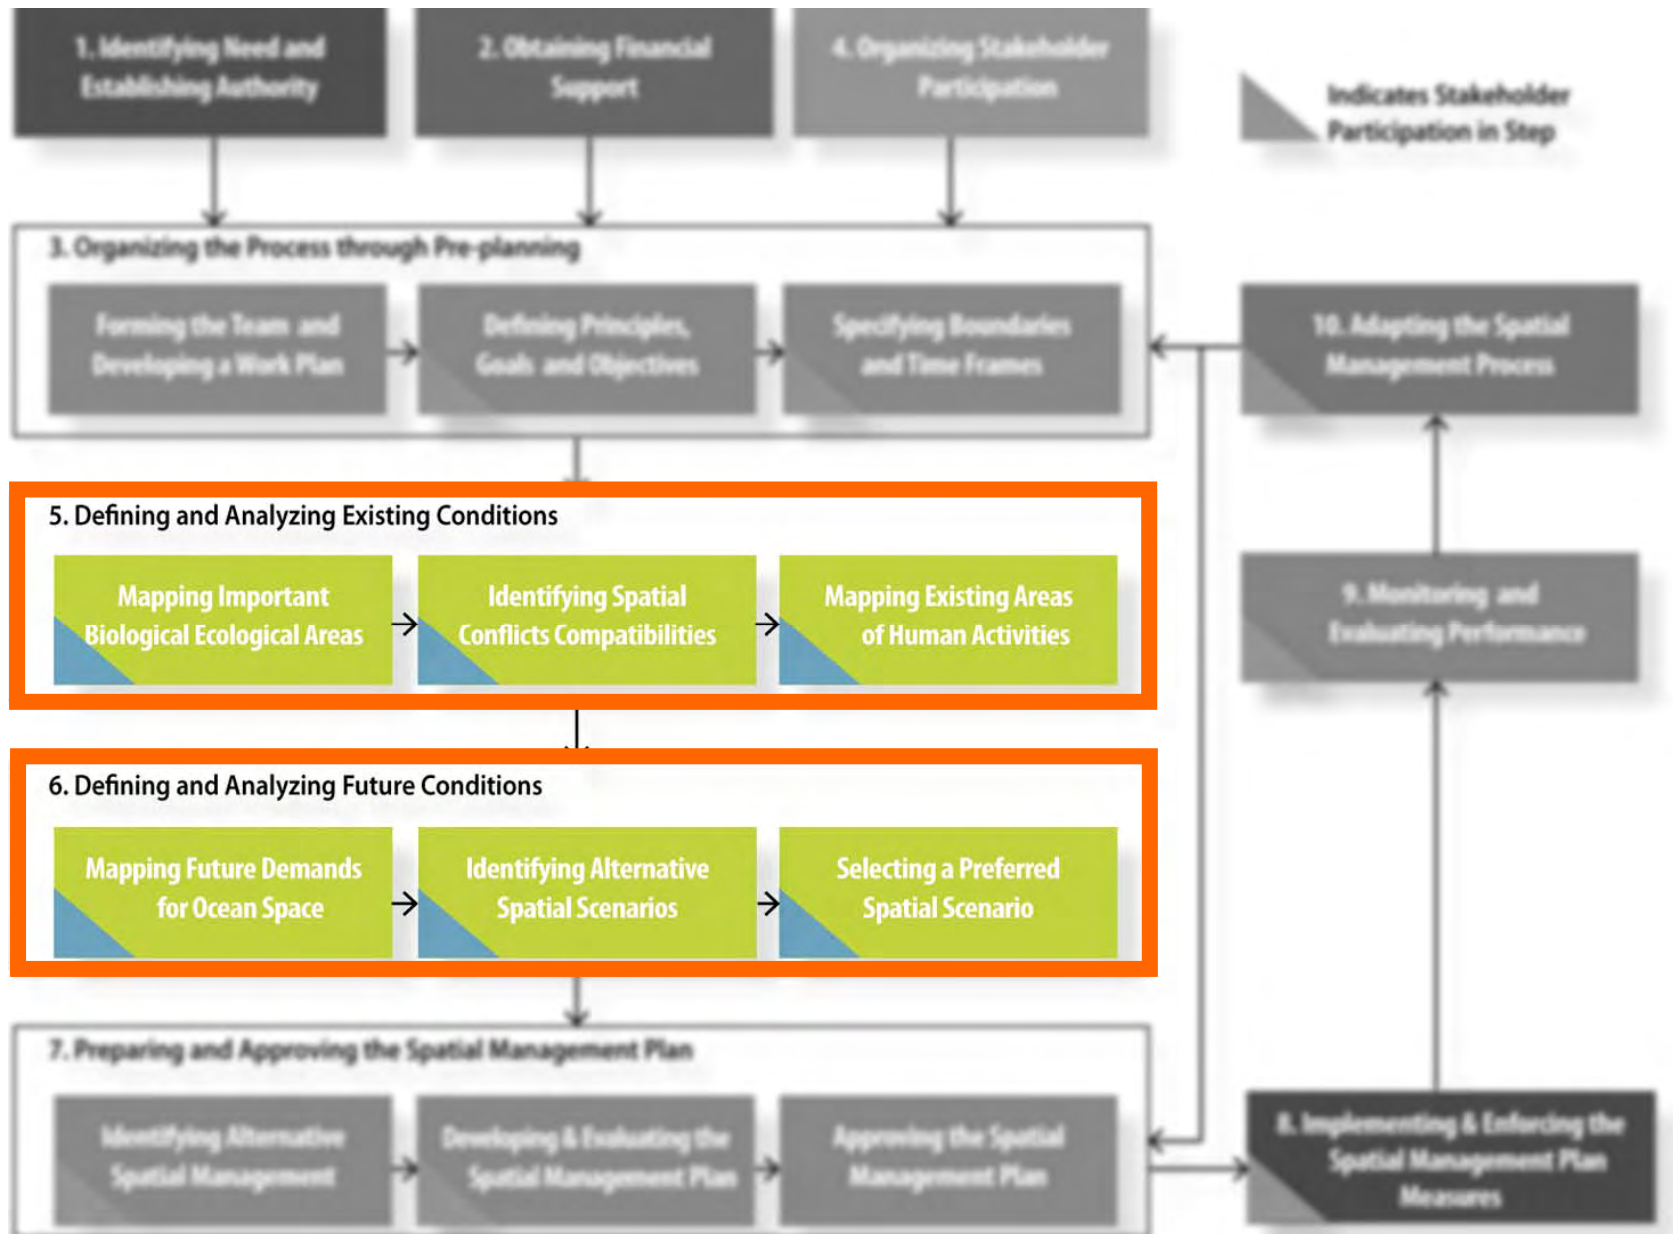 1. Identifying Need and
Establishing Authority
2. Obtaining Financial
Support
4. Organizing Stakeholder
Participation
Indicates Stakeholder
Participation in Step
3. Organizing the Process through Pre-planning
Forming the Team and
Developing a Work Plan
Defining Principles,
Goals and Objectives
Specifying Boundaries
and Time Frames
10. Adapting the Spatial
Management Process
5. Defining and Analyzing Existing Conditions
Mapping Important
Biological Ecological Areas
Identifying Spatial
Conflicts Compatibilities
Mapping Existing Areas
of Human Activities
9. Monitoring and
Evaluating Performance
6. Defining and Analyzing Future Conditions
Mapping Future Demands
for Ocean Space
Identifying Alternative
Spatial Scenarios
Selecting a Preferred
Spatial Scenario
7. Preparing and Approving the Spatial Management Plan
Identifying Alternative
Spatial Management
Developing & Evaluating the
Spatial Management Plan
Approving the Spatial
Management Plan
8. Implementing & Enforcing the
Spatial Management Plan
Measures